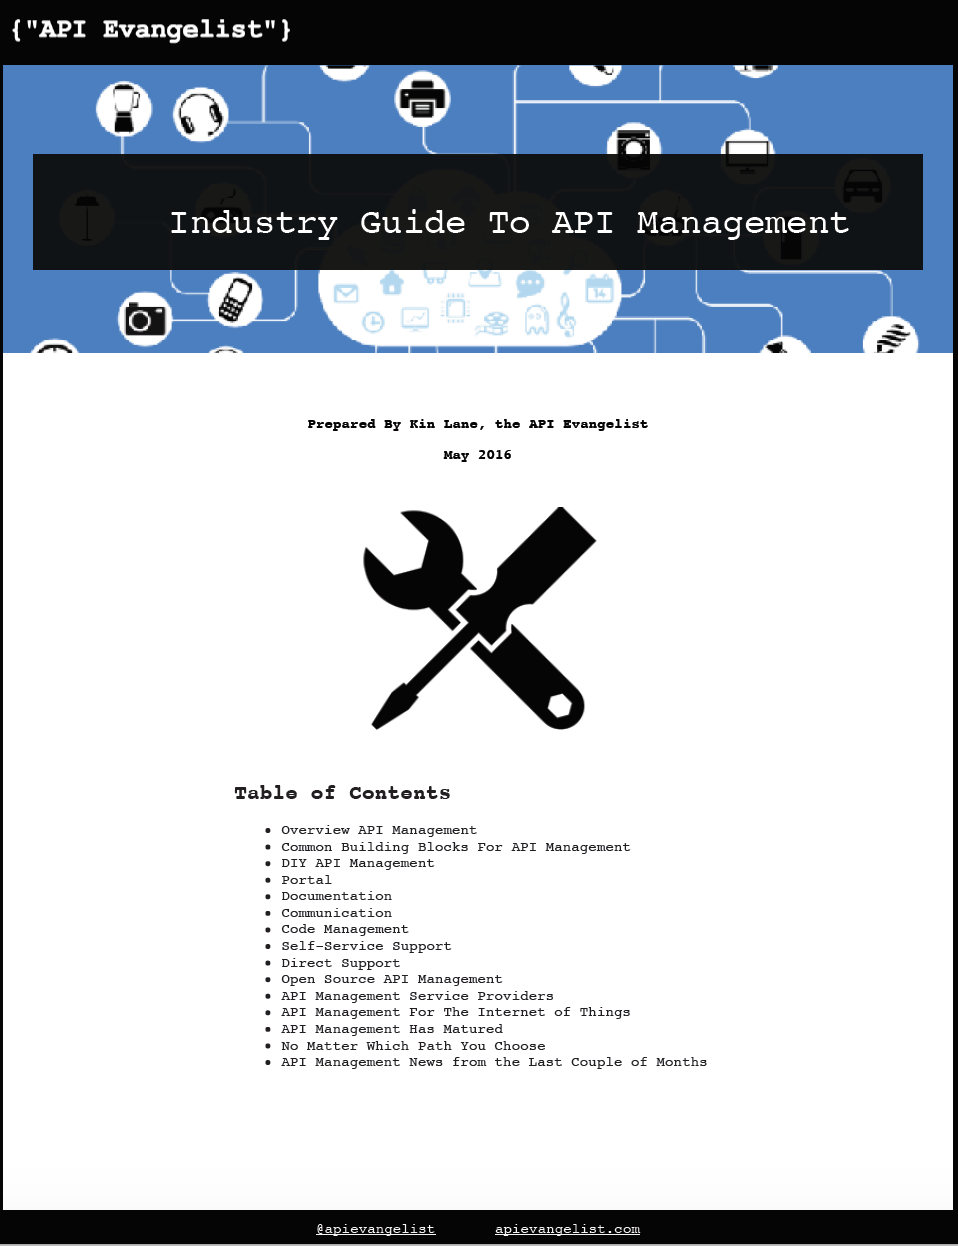 {"API Evangelist"}
Industry Guide To API Management
14
Prepared By Kin Lane, the API Evangelist
May 2016
Table of Contents
• Overview API Management
• Common Building Blocks For API Management
• DIY API Management
• Portal
• Documentation
• Communication
• Code Management
• Self-Service Support
• Direct Support
• Open Source API Management
• API Management Service Providers
• API Management For The Internet of Things
• API Management Has Matured
• No Matter Which Path You Choose
• API Management News from the Last Couple of Months
@apievangelist apievangelist.com